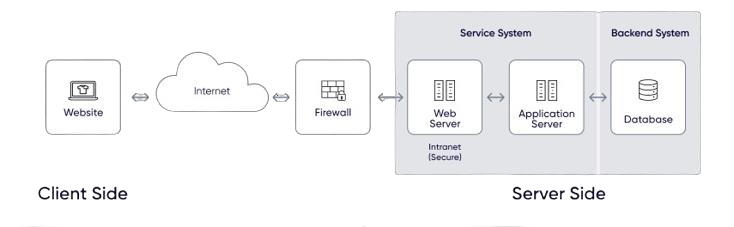 Service System
Backend System
Website
Internet
Firewall
Web
Server
Application
Server
Database
Intranet
(Secure)
Client Side
Server Side